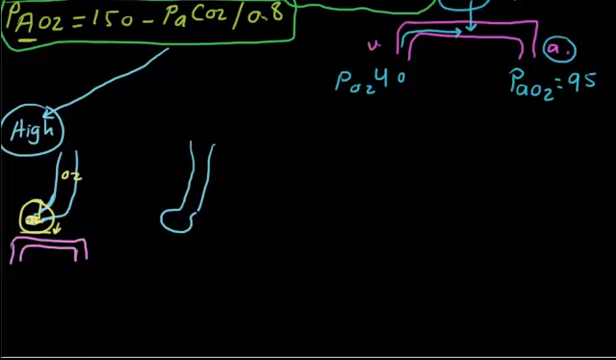 PAO2 = 150 - PaCO2/0.8
v.
a.
PO2 40
PaO2 = 95
High
O2